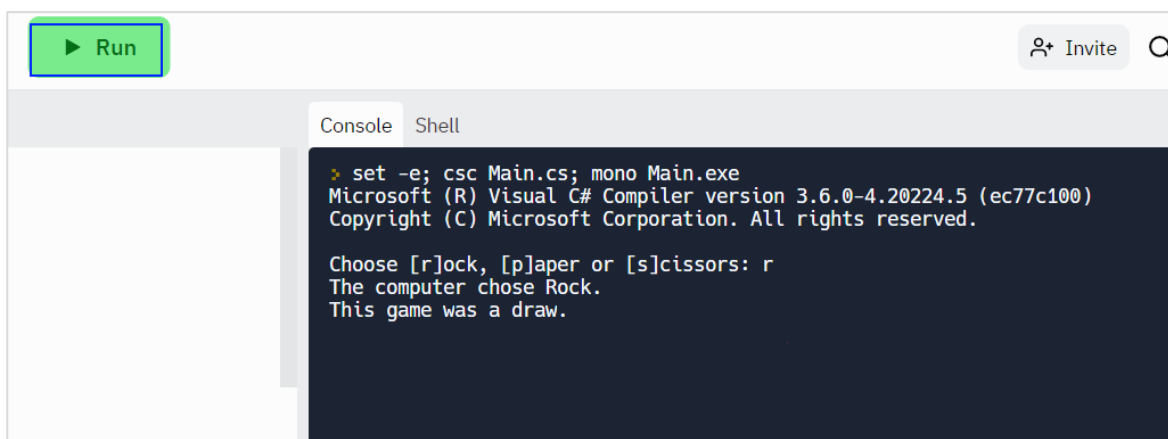 Run
Invite
Console Shell
> set -e; csc Main.cs; mono Main.exe
Microsoft (R) Visual C# Compiler version 3.6.0-4.20224.5 (ec77c100)
Copyright (C) Microsoft Corporation. All rights reserved.
Choose [r]ock, [p]aper or [s]cissors: r
The computer chose Rock.
This game was a draw.